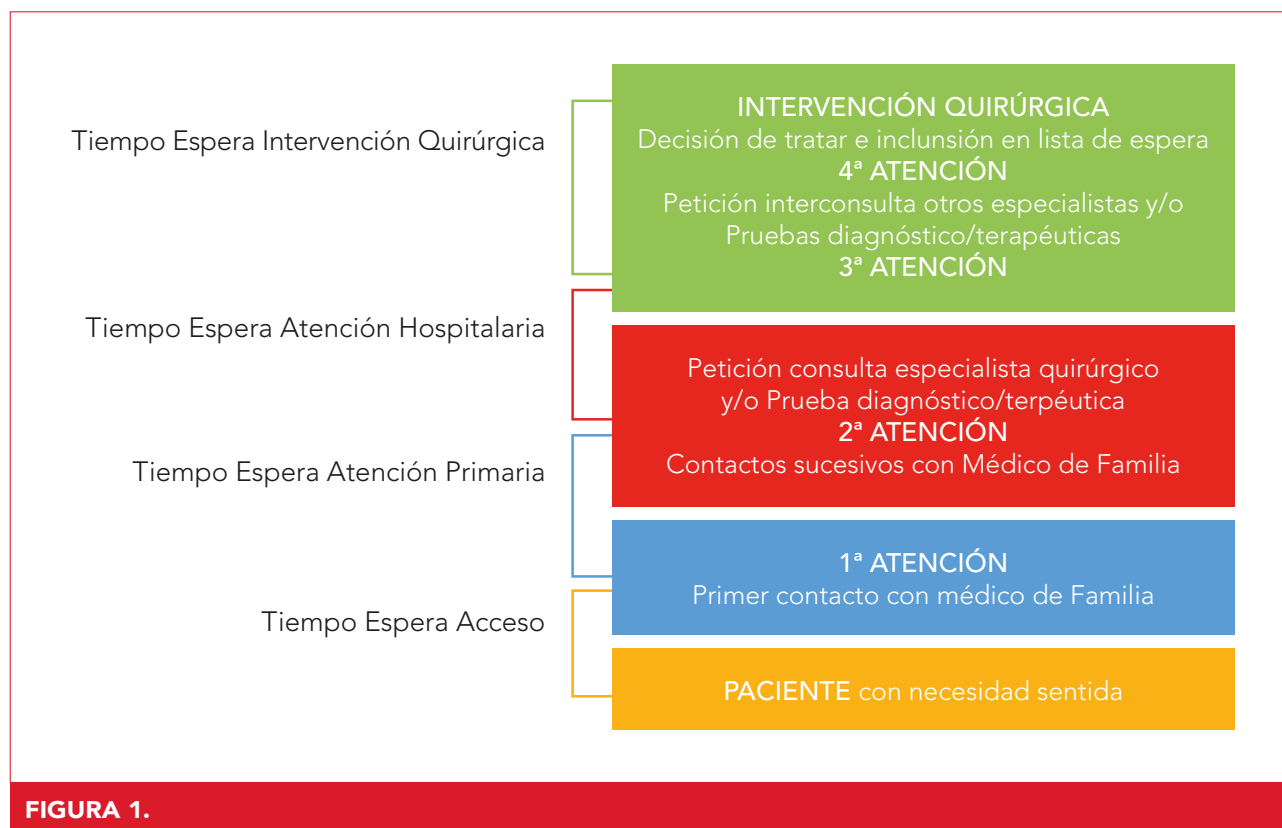 Tiempo Espera Intervención Quirúrgica
INTERVENCIÓN QUIRÚRGICA
Decisión de tratar e inclunsión en lista de espera
4ª ATENCIÓN
Petición interconsulta otros especialistas y/o
Pruebas diagnóstico/terapéuticas
3ª ATENCIÓN
Tiempo Espera Atención Hospitalaria
Petición consulta especialista quirúrgico
y/o Prueba diagnóstico/terpéutica
2ª ATENCIÓN
Contactos sucesivos con Médico de Familia
Tiempo Espera Atención Primaria
1ª ATENCIÓN
Primer contacto con médico de Familia
Tiempo Espera Acceso
PACIENTE con necesidad sentida
FIGURA 1.